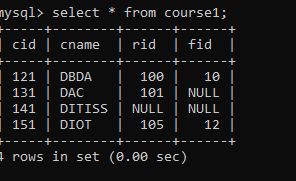 mysql> select * from course1;
+-----+--------+------+------+
| cid | cname | rid | fid |
+-----+--------+------+------+
| 121 | DBDA | 100 | 10 |
| 131 | DAC | 101 | NULL |
| 141 | DITISS | NULL | NULL |
| 151 | DIOT | 105 | 12 |
+-----+--------+------+------+
4 rows in set (0.00 sec)